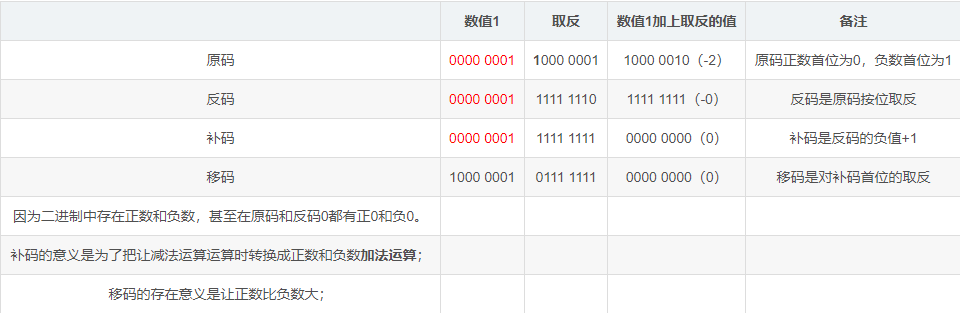 数值1 取反 数值1加上取反的值 备注
原码 0000 0001 1000 0001 1000 0010（-2） 原码正数首位为0，负数首位为1
反码 0000 0001 1111 1110 1111 1111（-0） 反码是原码按位取反
补码 0000 0001 1111 1111 0000 0000（0） 补码是反码的负值+1
移码 1000 0001 0111 1111 0000 0000（0） 移码是对补码首位的取反
因为二进制中存在正数和负数，甚至在原码和反码0都有正0和负0。
补码的意义是为了把让减法运算运算时转换成正数和负数加法运算；
移码的存在意义是让正数比负数大；